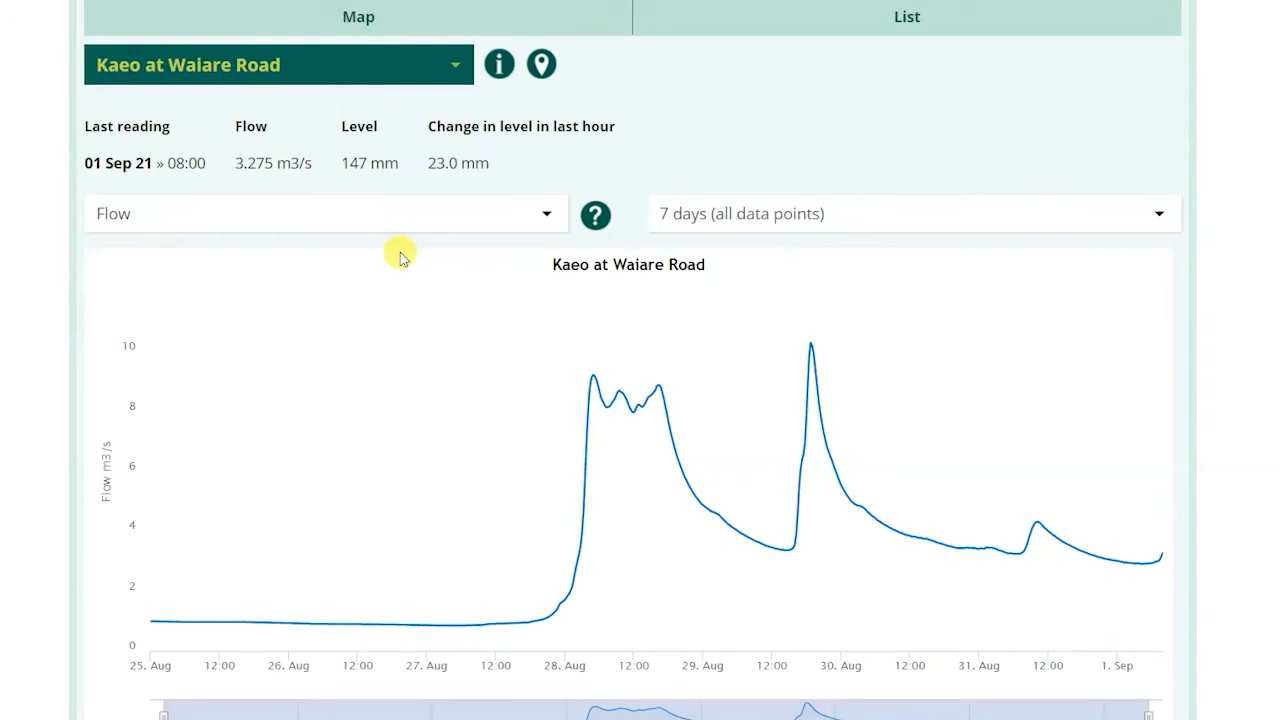 Map List
Kaeo at Waiare Road
Last reading Flow Level Change in level in last hour
01 Sep 21 » 08:00 3.275 m3/s 147 mm 23.0 mm
Flow 7 days (all data points)
Kaeo at Waiare Road
10
8
6
4
2
0
Flow m3 /s
25. Aug 12:00 26. Aug 12:00 27. Aug 12:00 28. Aug 12:00 29. Aug 12:00 30. Aug 12:00 31. Aug 12:00 1. Sep